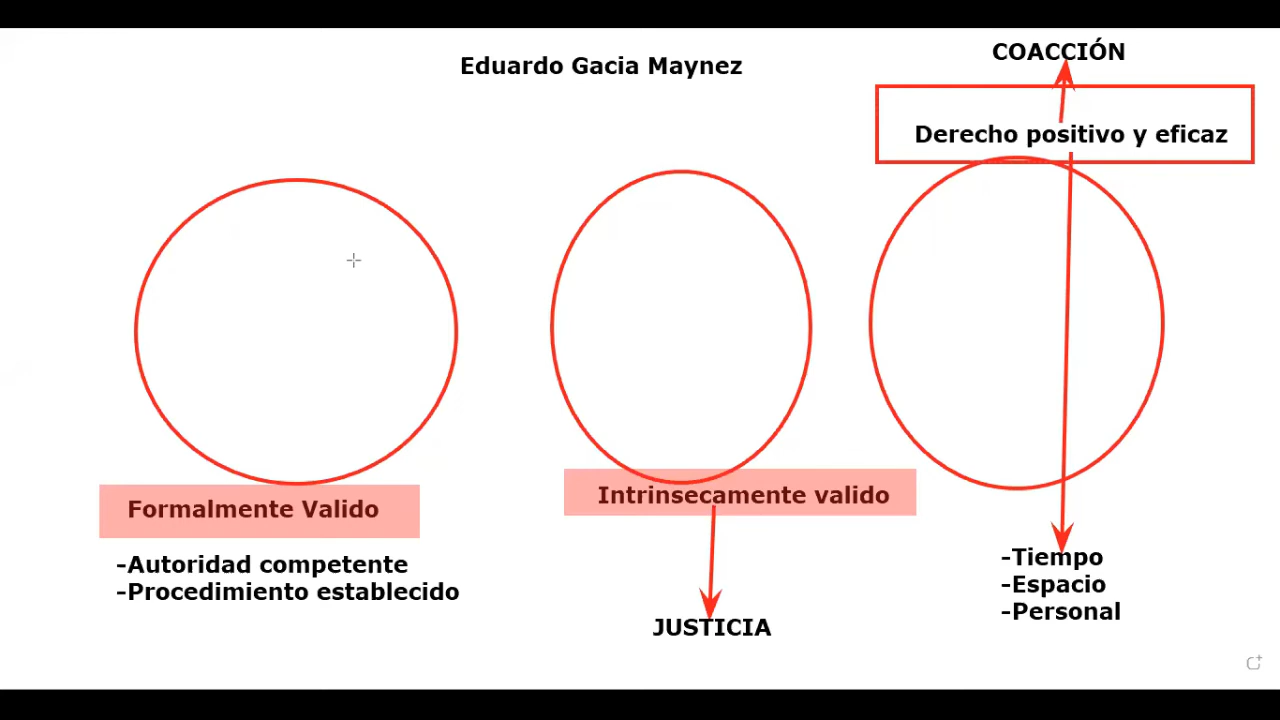 Eduardo Gacia Maynez
COACCIÓN
Derecho positivo y eficaz
Formalmente Valido
-Autoridad competente
-Procedimiento establecido
Intrinsecamente valido
JUSTICIA
-Tiempo
-Espacio
-Personal